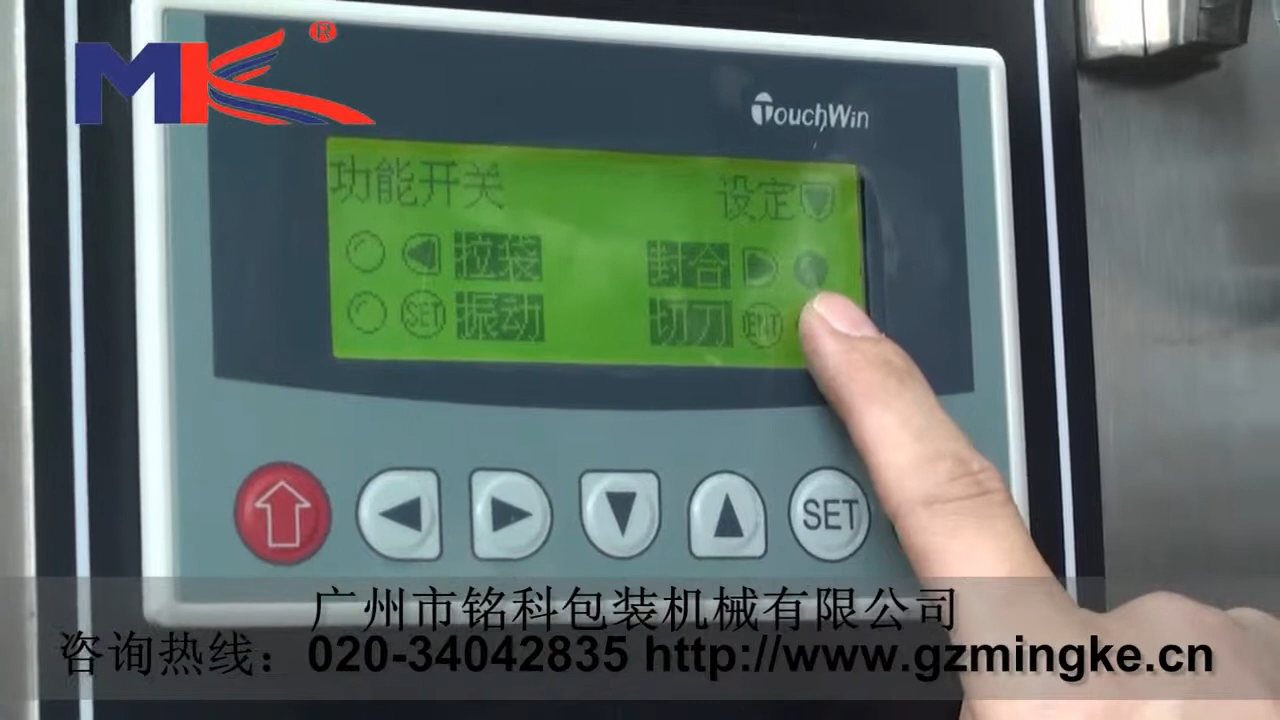 MK®
TouchWin
功能开关 设定
拉袋 封合
SET 振动 切刀 ENT
SET
广州市铭科包装机械有限公司
咨询热线：020-34042835 http://www.gzmingke.cn